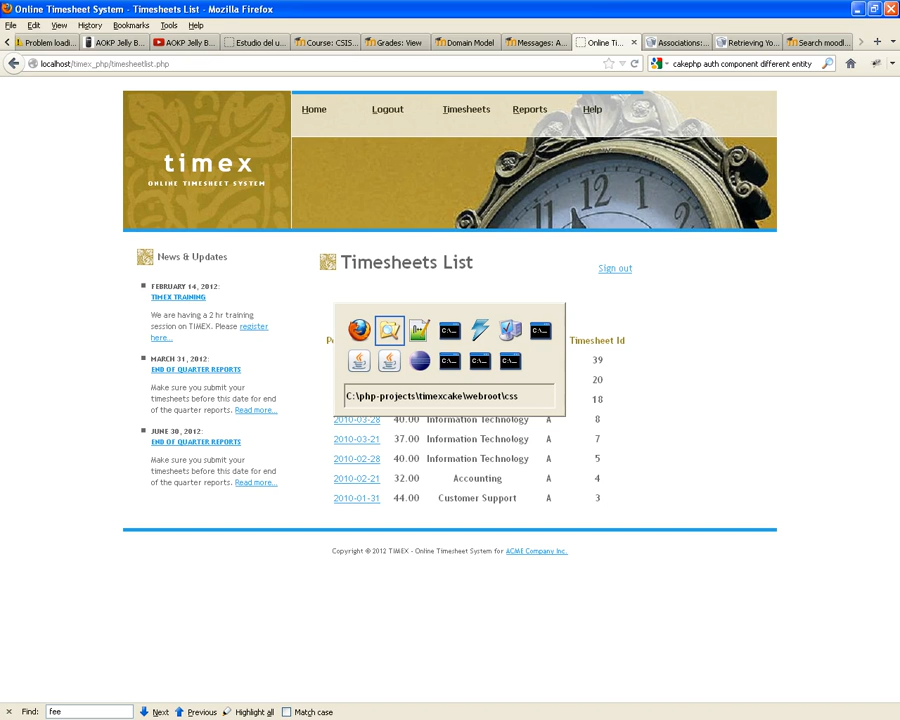 Online Timesheet System - Timesheets List - Mozilla Firefox
File Edit View History Bookmarks Tools Help
Problem loadi... AOKP Jelly B... AOKP Jelly B... Estudio del u... Course: CSIS... Grades: View Domain Model Messages: A... Online Ti... Associations:... Retrieving Yo... Search moodl...
localhost/timex_php/timesheetlist.php
cakephp auth component different entity
Home Logout Timesheets Reports Help
timex
ONLINE TIMESHEET SYSTEM
12
11
1
News & Updates
FEBRUARY 14, 2012:
TIMEX TRAINING
We are having a 2 hr training
session on TIMEX. Please register
here...
MARCH 31, 2012:
END OF QUARTER REPORTS
Make sure you submit your
timesheets before this date for end
of the quarter reports. Read more...
JUNE 30, 2012:
END OF QUARTER REPORTS
Make sure you submit your
timesheets before this date for end
of the quarter reports. Read more...
Timesheets List
Sign out
Timesheet Id
39
20
18
C:\php-projects\timexcake\webroot\css
2010-03-28 40.00 Information Technology A 8
2010-03-21 37.00 Information Technology A 7
2010-02-28 40.00 Information Technology A 5
2010-02-21 32.00 Accounting A 4
2010-01-31 44.00 Customer Support A 3
Copyright © 2012 TIMEX - Online Timesheet System for ACME Company Inc.
Find: fee Next Previous Highlight all Match case